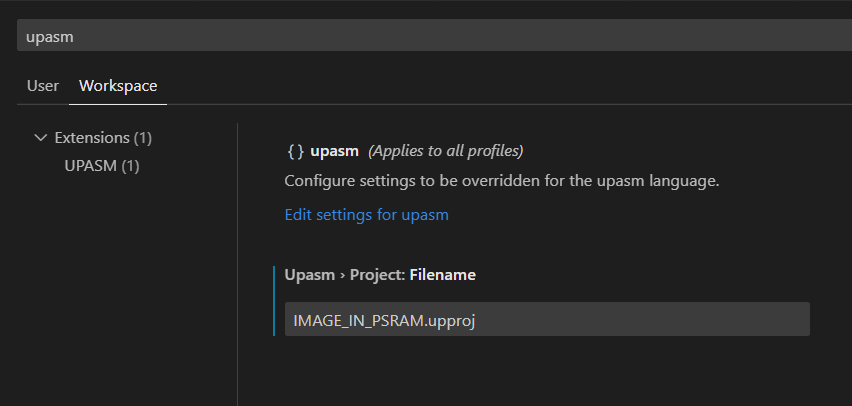 upasm
User Workspace
Extensions (1)
UPASM (1)
{} upasm (Applies to all profiles)
Configure settings to be overridden for the upasm language.
Edit settings for upasm
Upasm › Project: Filename
IMAGE_IN_PSRAM.upproj